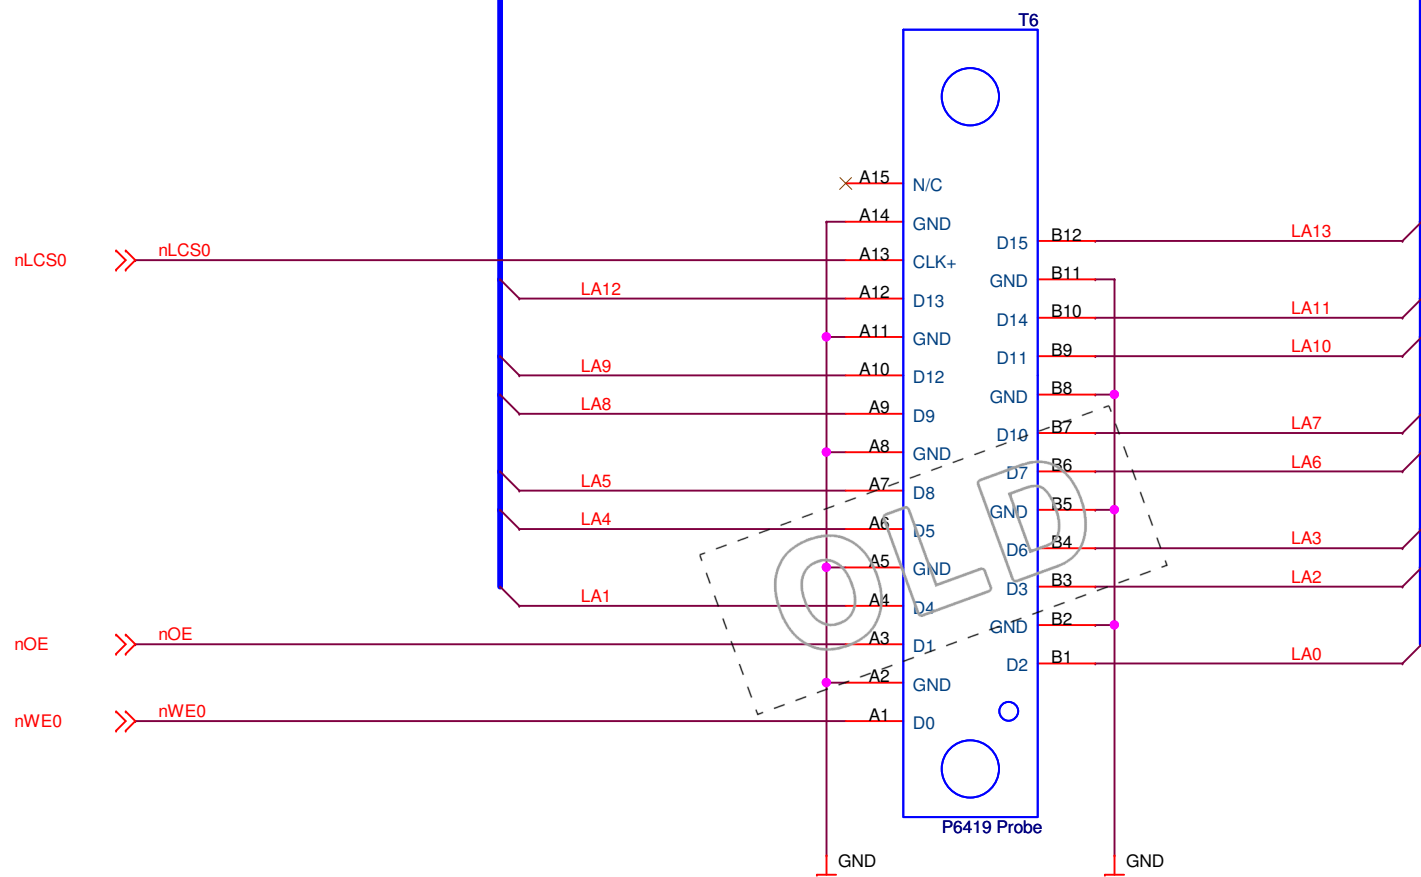 T6
A15 N/C
A14 GND
D15 B12 LA13
nLCS0 nLCS0 A13 CLK+
GND B11
LA12 A12 D13
D14 B10 LA11
A11 GND
D11 B9 LA10
LA9 A10 D12
GND B8
LA8 A9 D9
D10 B7 LA7
A8 GND
D7 B6 LA6
LA5 A7 D8
GND B5
LA4 A6 D5
D6 B4 LA3
A5 GND
D3 B3 LA2
OLD
LA1 A4 D4
GND B2
nOE nOE A3 D1
D2 B1 LA0
A2 GND
nWE0 nWE0 A1 D0
P6419 Probe
GND GND